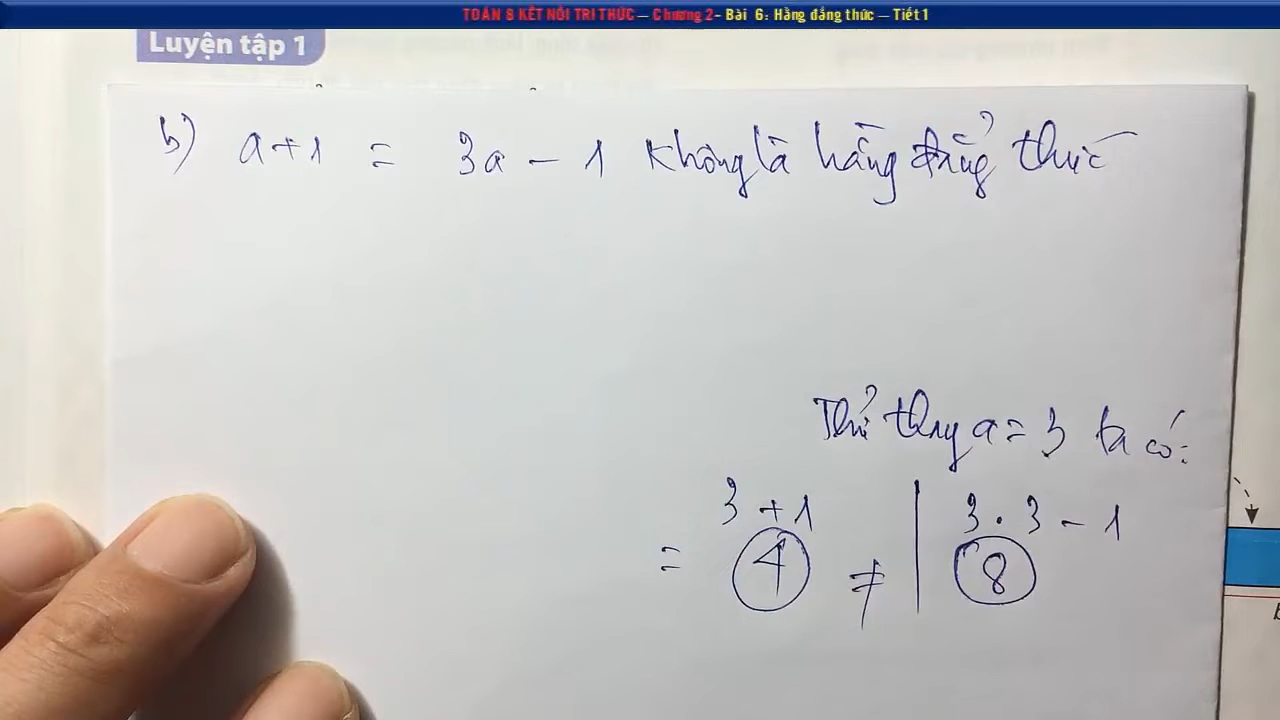 TOÁN 8 KẾT NỐI TRI THỨC – Chương 2 - Bài 6: Hằng đẳng thức – Tiết 1
Luyện tập 1
b) a+1 = 3a - 1 không là hằng đẳng thức
Thử thay a = 3 ta có:
3 + 1 | 3 . 3 - 1
= 4 ≠ | 8